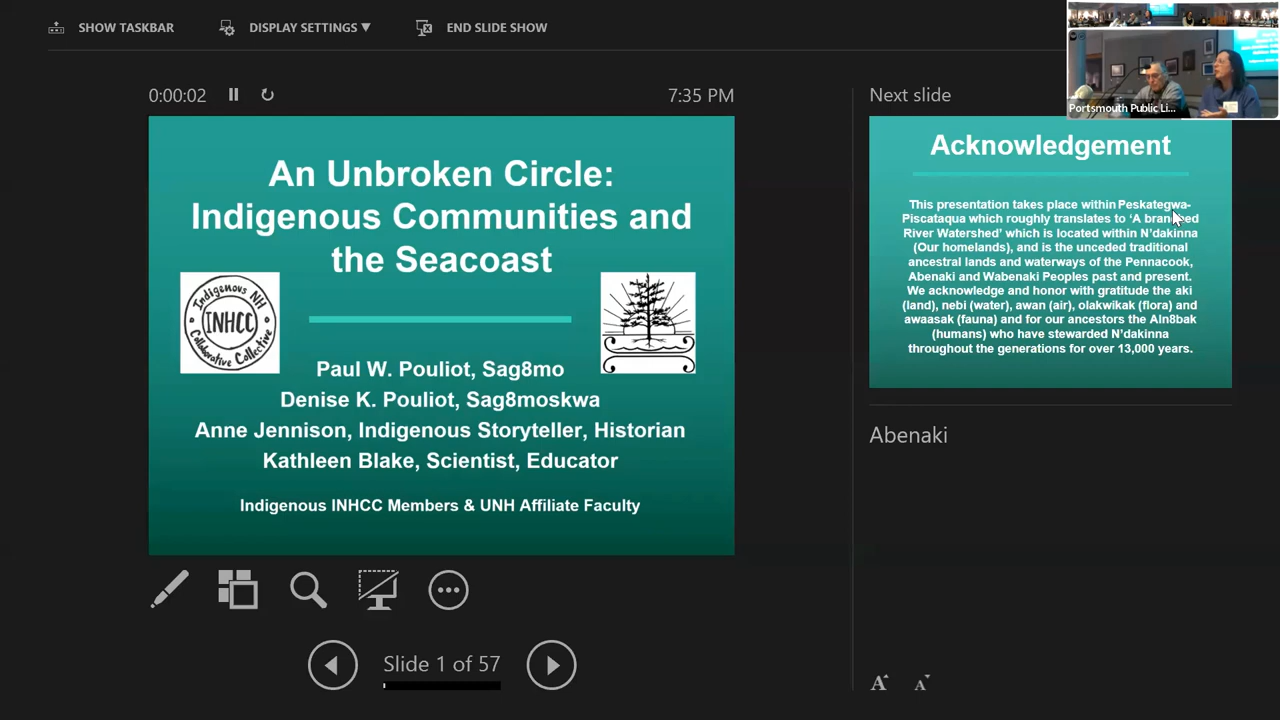 SHOW TASKBAR
DISPLAY SETTINGS ▼
END SLIDE SHOW
Portsmouth Public Li...
0:00:02
7:35 PM
An Unbroken Circle:
Indigenous Communities and
the Seacoast
Indigenous NH
INHCC
Collaborative Collective
Paul W. Pouliot, Sag8mo
Denise K. Pouliot, Sag8moskwa
Anne Jennison, Indigenous Storyteller, Historian
Kathleen Blake, Scientist, Educator
Indigenous INHCC Members & UNH Affiliate Faculty
Slide 1 of 57
Next slide
Acknowledgement
This presentation takes place within Peskategwa-
Piscataqua which roughly translates to ‘A branched
River Watershed’ which is located within N’dakinna
(Our homelands), and is the unceded traditional
ancestral lands and waterways of the Pennacook,
Abenaki and Wabenaki Peoples past and present.
We acknowledge and honor with gratitude the aki
(land), nebi (water), awan (air), olakwikak (flora) and
awaasak (fauna) and for our ancestors the Aln8bak
(humans) who have stewarded N’dakinna
throughout the generations for over 13,000 years.
Abenaki
A A